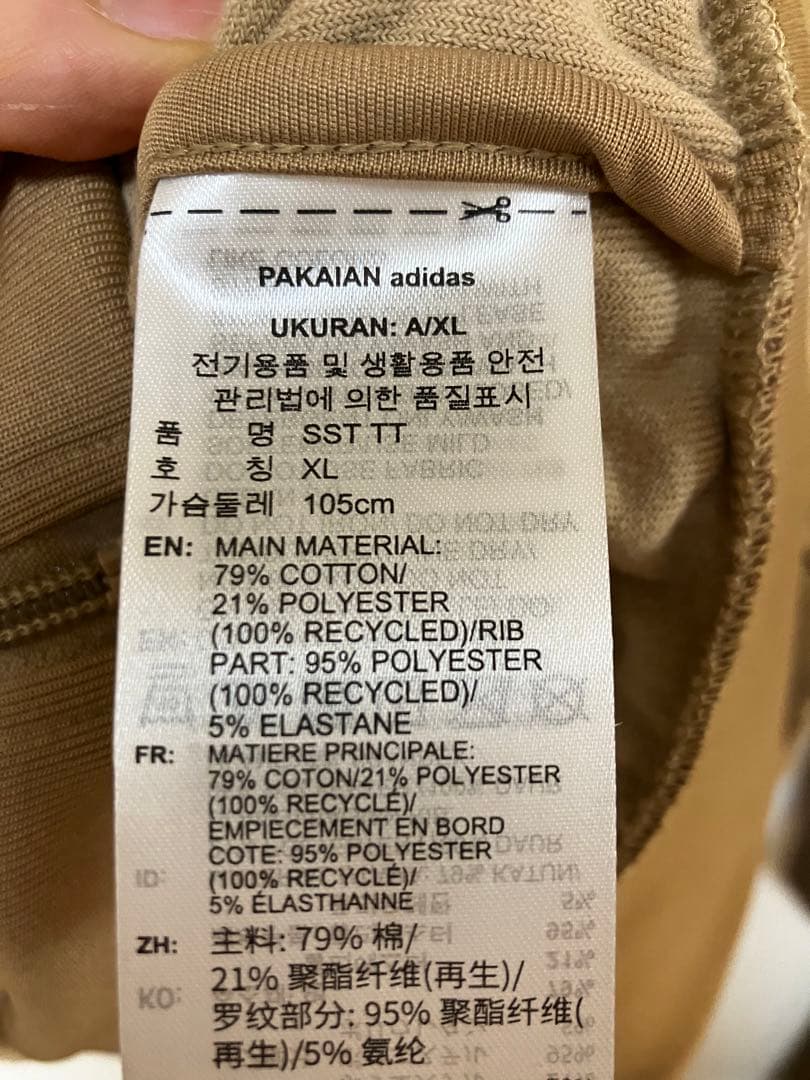 PAKAIAN adidas
UKURAN: A/XL
전기용품 및 생활용품 안전
관리법에 의한 품질표시
품 명 SST TT
호 칭 XL
가슴둘레 105cm
EN: MAIN MATERIAL:
79% COTTON/
21% POLYESTER
(100% RECYCLED)/RIB
PART: 95% POLYESTER
(100% RECYCLED)/
5% ELASTANE
FR: MATIERE PRINCIPALE:
79% COTON/21% POLYESTER
(100% RECYCLÉ)/
EMPIECEMENT EN BORD
COTE: 95% POLYESTER
(100% RECYCLÉ)/
5% ÉLASTHANNE
ZH: 主料: 79% 棉/
21% 聚酯纤维(再生)/
罗纹部分: 95% 聚酯纤维(
再生)/5% 氨纶